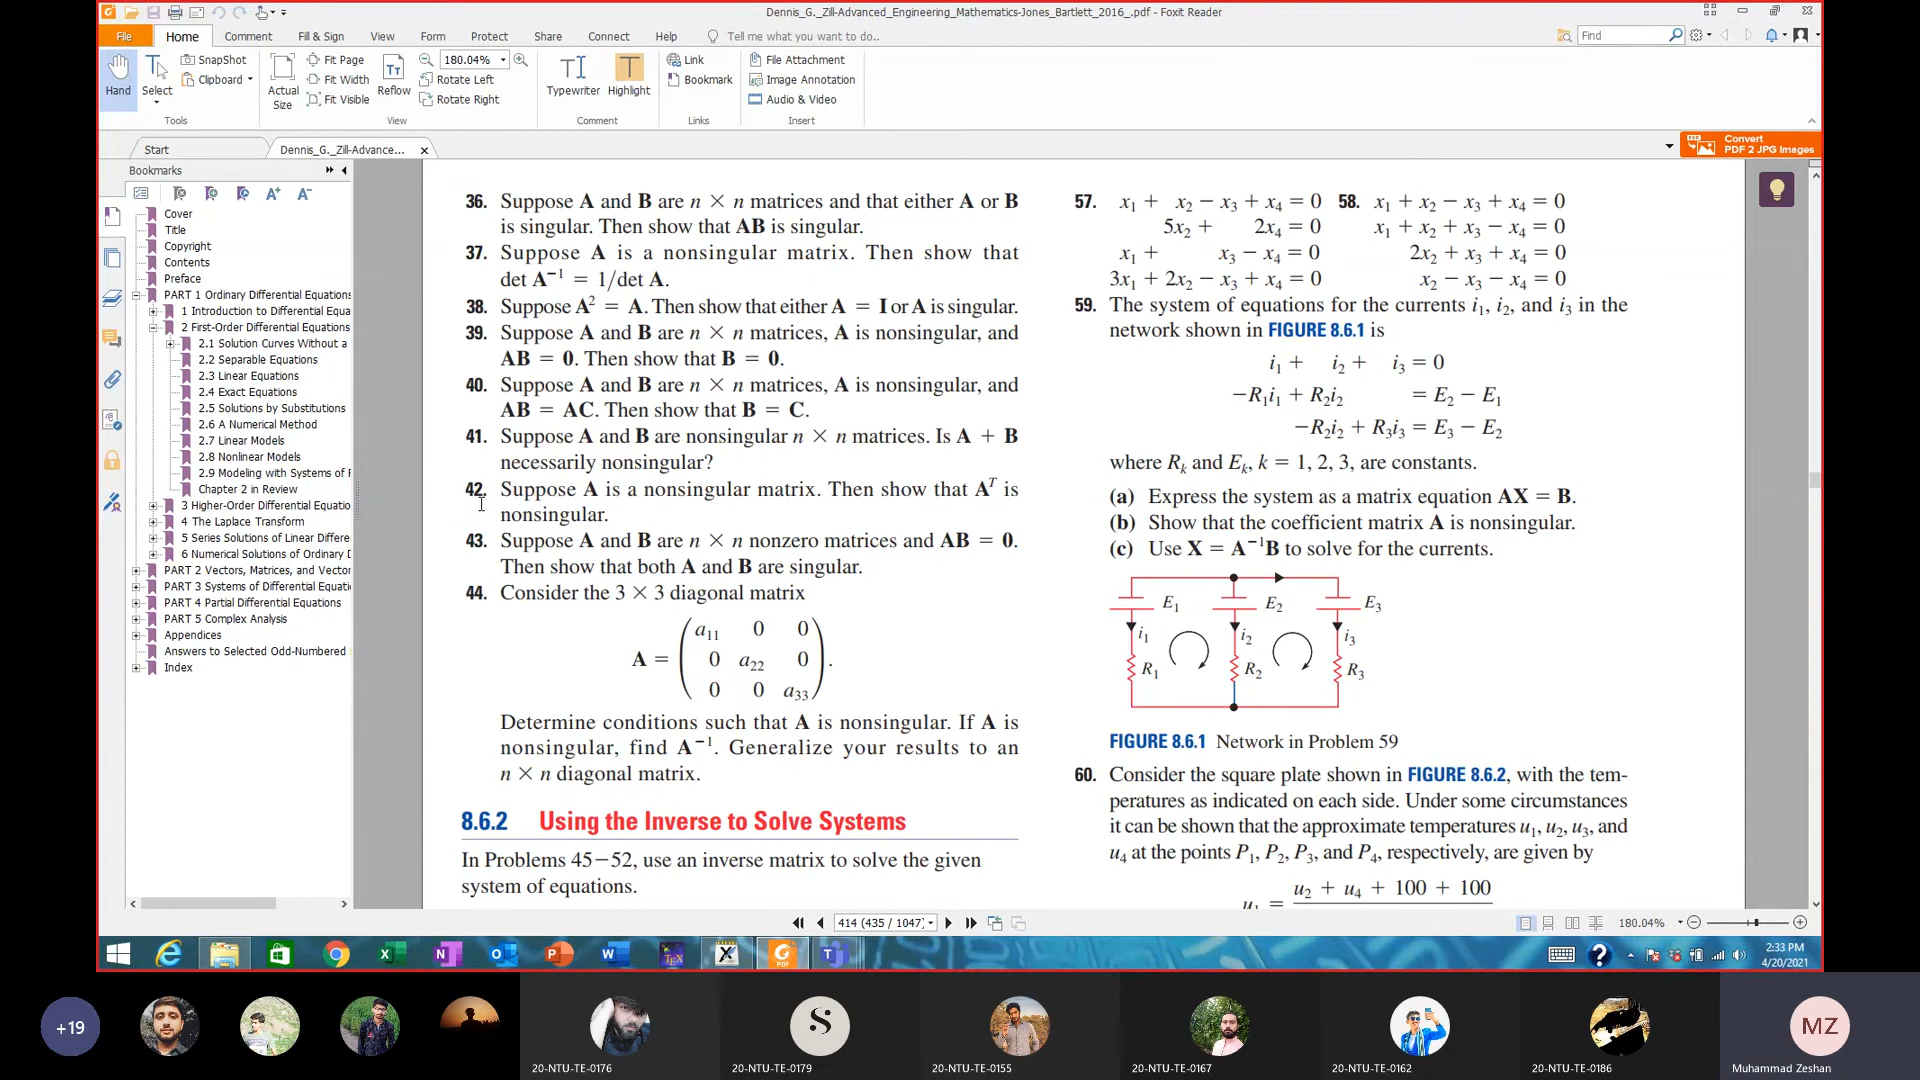 Dennis_G._Zill-Advanced_Engineering_Mathematics-Jones_Bartlett_2016_.pdf - Foxit Reader
File Home Comment Fill & Sign View Form Protect Share Connect Help Tell me what you want to do.. Find
Hand
Select
SnapShot
Clipboard
Tools
Actual Size
Fit Page
Fit Width
Fit Visible
Reflow
180.04%
Rotate Left
Rotate Right
View
Typewriter
Highlight
Comment
Link
Bookmark
Links
File Attachment
Image Annotation
Audio & Video
Insert
Start
Dennis_G._Zill-Advance...
Convert
PDF 2 JPG Images
Bookmarks
Cover
Title
Copyright
Contents
Preface
PART 1 Ordinary Differential Equations
1 Introduction to Differential Equa
2 First-Order Differential Equations
2.1 Solution Curves Without a
2.2 Separable Equations
2.3 Linear Equations
2.4 Exact Equations
2.5 Solutions by Substitutions
2.6 A Numerical Method
2.7 Linear Models
2.8 Nonlinear Models
2.9 Modeling with Systems of F
Chapter 2 in Review
3 Higher-Order Differential Equatio
4 The Laplace Transform
5 Series Solutions of Linear Differe
6 Numerical Solutions of Ordinary D
PART 2 Vectors, Matrices, and Vector
PART 3 Systems of Differential Equati
PART 4 Partial Differential Equations
PART 5 Complex Analysis
Appendices
Answers to Selected Odd-Numbered
Index
36. Suppose A and B are n × n matrices and that either A or B
is singular. Then show that AB is singular.
37. Suppose A is a nonsingular matrix. Then show that
det A⁻¹ = 1/det A.
38. Suppose A² = A. Then show that either A = I or A is singular.
39. Suppose A and B are n × n matrices, A is nonsingular, and
AB = 0. Then show that B = 0.
40. Suppose A and B are n × n matrices, A is nonsingular, and
AB = AC. Then show that B = C.
41. Suppose A and B are nonsingular n × n matrices. Is A + B
necessarily nonsingular?
42. Suppose A is a nonsingular matrix. Then show that Aᵀ is
nonsingular.
43. Suppose A and B are n × n nonzero matrices and AB = 0.
Then show that both A and B are singular.
44. Consider the 3 × 3 diagonal matrix
a₁₁ 0 0
A = 0 a₂₂ 0 .
0 0 a₃₃
Determine conditions such that A is nonsingular. If A is
nonsingular, find A⁻¹. Generalize your results to an
n × n diagonal matrix.
8.6.2 Using the Inverse to Solve Systems
In Problems 45–52, use an inverse matrix to solve the given
system of equations.
57. x₁ + x₂ − x₃ + x₄ = 0
5x₂ + 2x₄ = 0
x₁ + x₃ − x₄ = 0
3x₁ + 2x₂ − x₃ + x₄ = 0
58. x₁ + x₂ − x₃ + x₄ = 0
x₁ + x₂ + x₃ − x₄ = 0
2x₂ + x₃ + x₄ = 0
x₂ − x₃ − x₄ = 0
59. The system of equations for the currents i₁, i₂, and i₃ in the
network shown in FIGURE 8.6.1 is
i₁ + i₂ + i₃ = 0
−R₁i₁ + R₂i₂ = E₂ − E₁
−R₂i₂ + R₃i₃ = E₃ − E₂
where Rₖ and Eₖ, k = 1, 2, 3, are constants.
(a) Express the system as a matrix equation AX = B.
(b) Show that the coefficient matrix A is nonsingular.
(c) Use X = A⁻¹B to solve for the currents.
E₁ E₂ E₃
i₁ i₂ i₃
R₁ R₂ R₃
FIGURE 8.6.1 Network in Problem 59
60. Consider the square plate shown in FIGURE 8.6.2, with the tem-
peratures as indicated on each side. Under some circumstances
it can be shown that the approximate temperatures u₁, u₂, u₃, and
u₄ at the points P₁, P₂, P₃, and P₄, respectively, are given by
u₁ = u₂ + u₄ + 100 + 100
414 (435 / 1047)
180.04%
2:33 PM
4/20/2021
+19
S
MZ
20-NTU-TE-0176
20-NTU-TE-0179
20-NTU-TE-0155
20-NTU-TE-0167
20-NTU-TE-0162
20-NTU-TE-0186
Muhammad Zeshan